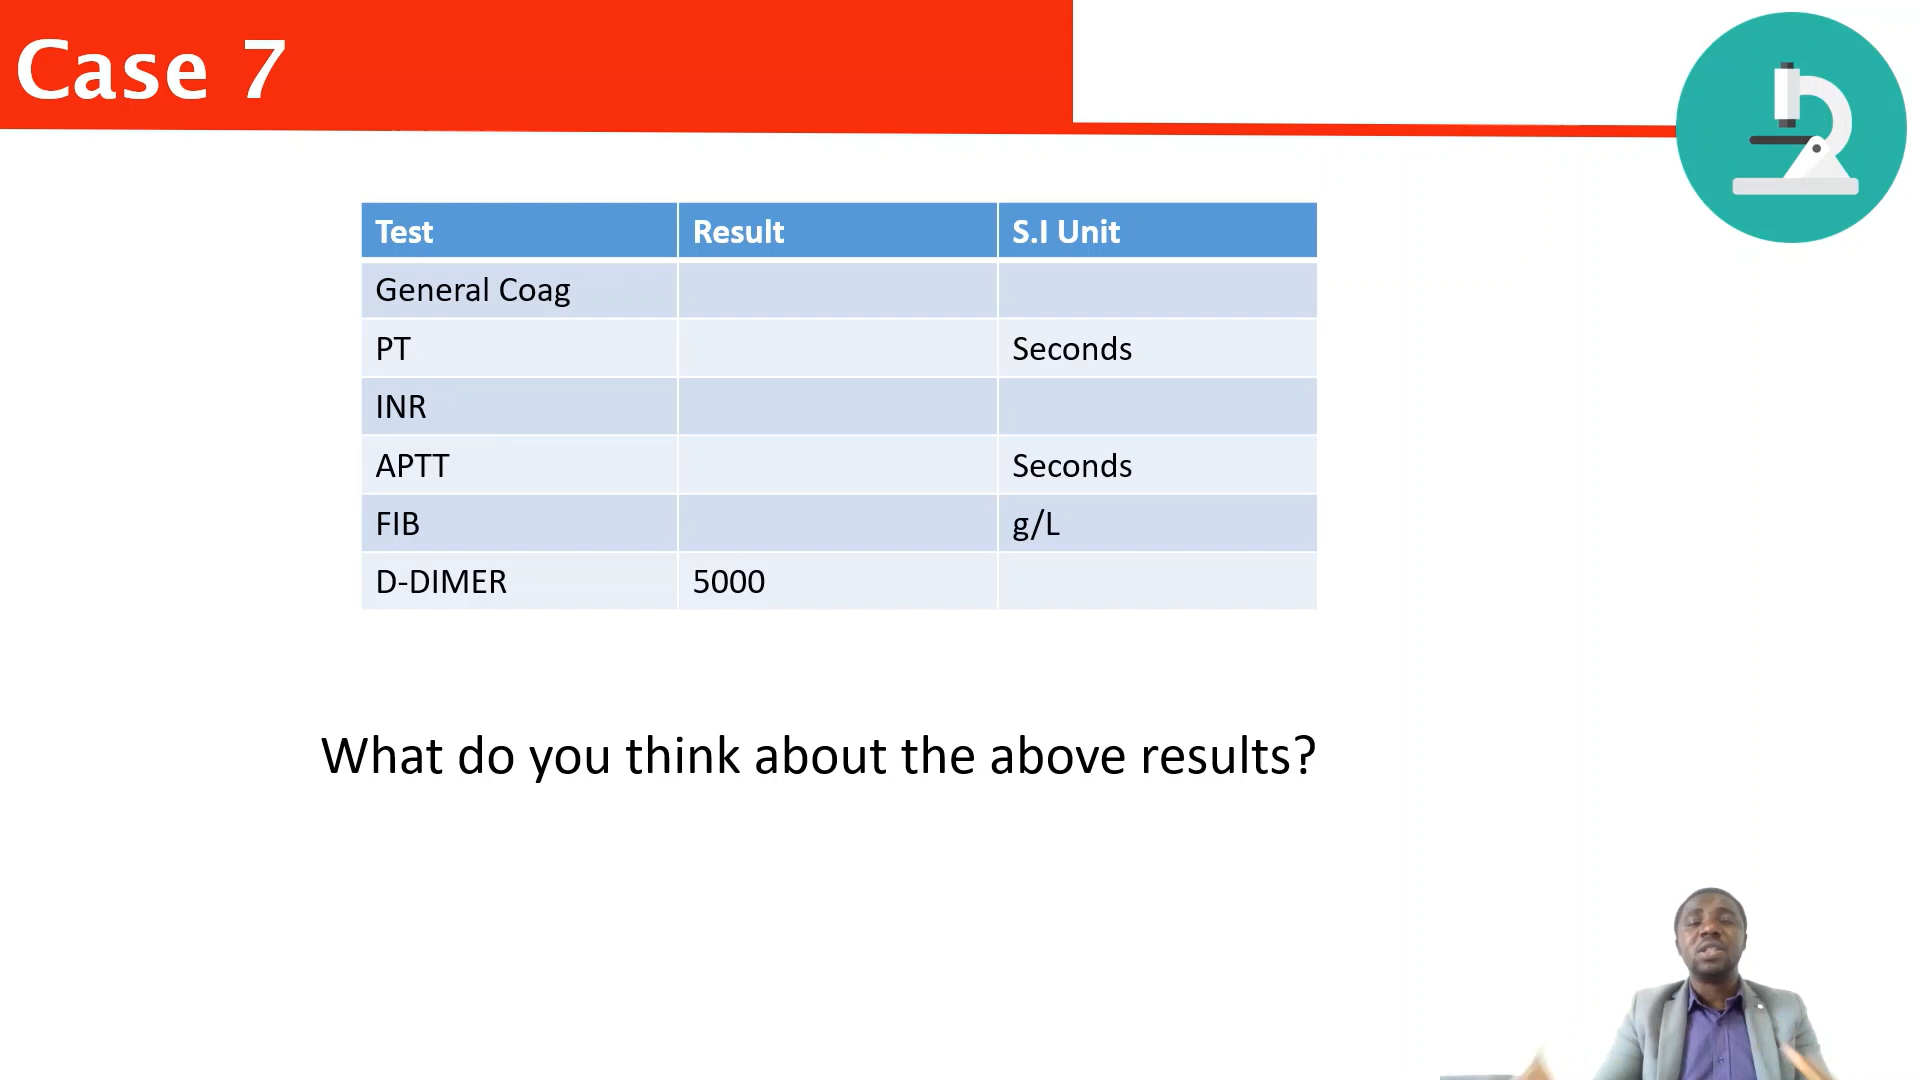 Case 7
Test Result S.I Unit
General Coag
PT Seconds
INR
APTT Seconds
FIB g/L
D-DIMER 5000
What do you think about the above results?